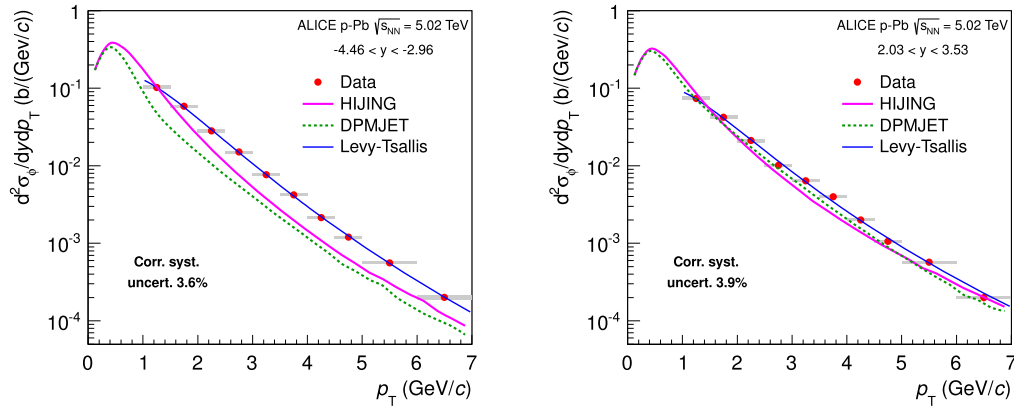 d²σ_ϕ/dydp_T (b/(Gev/c))
1
10⁻¹
10⁻²
10⁻³
10⁻⁴
ALICE p-Pb √s_NN = 5.02 TeV
-4.46 < y < -2.96
Data
HIJING
DPMJET
Levy-Tsallis
Corr. syst.
uncert. 3.6%
0 1 2 3 4 5 6 7
p_T (GeV/c)
d²σ_ϕ/dydp_T (b/(Gev/c))
1
10⁻¹
10⁻²
10⁻³
10⁻⁴
ALICE p-Pb √s_NN = 5.02 TeV
2.03 < y < 3.53
Data
HIJING
DPMJET
Levy-Tsallis
Corr. syst.
uncert. 3.9%
0 1 2 3 4 5 6 7
p_T (GeV/c)